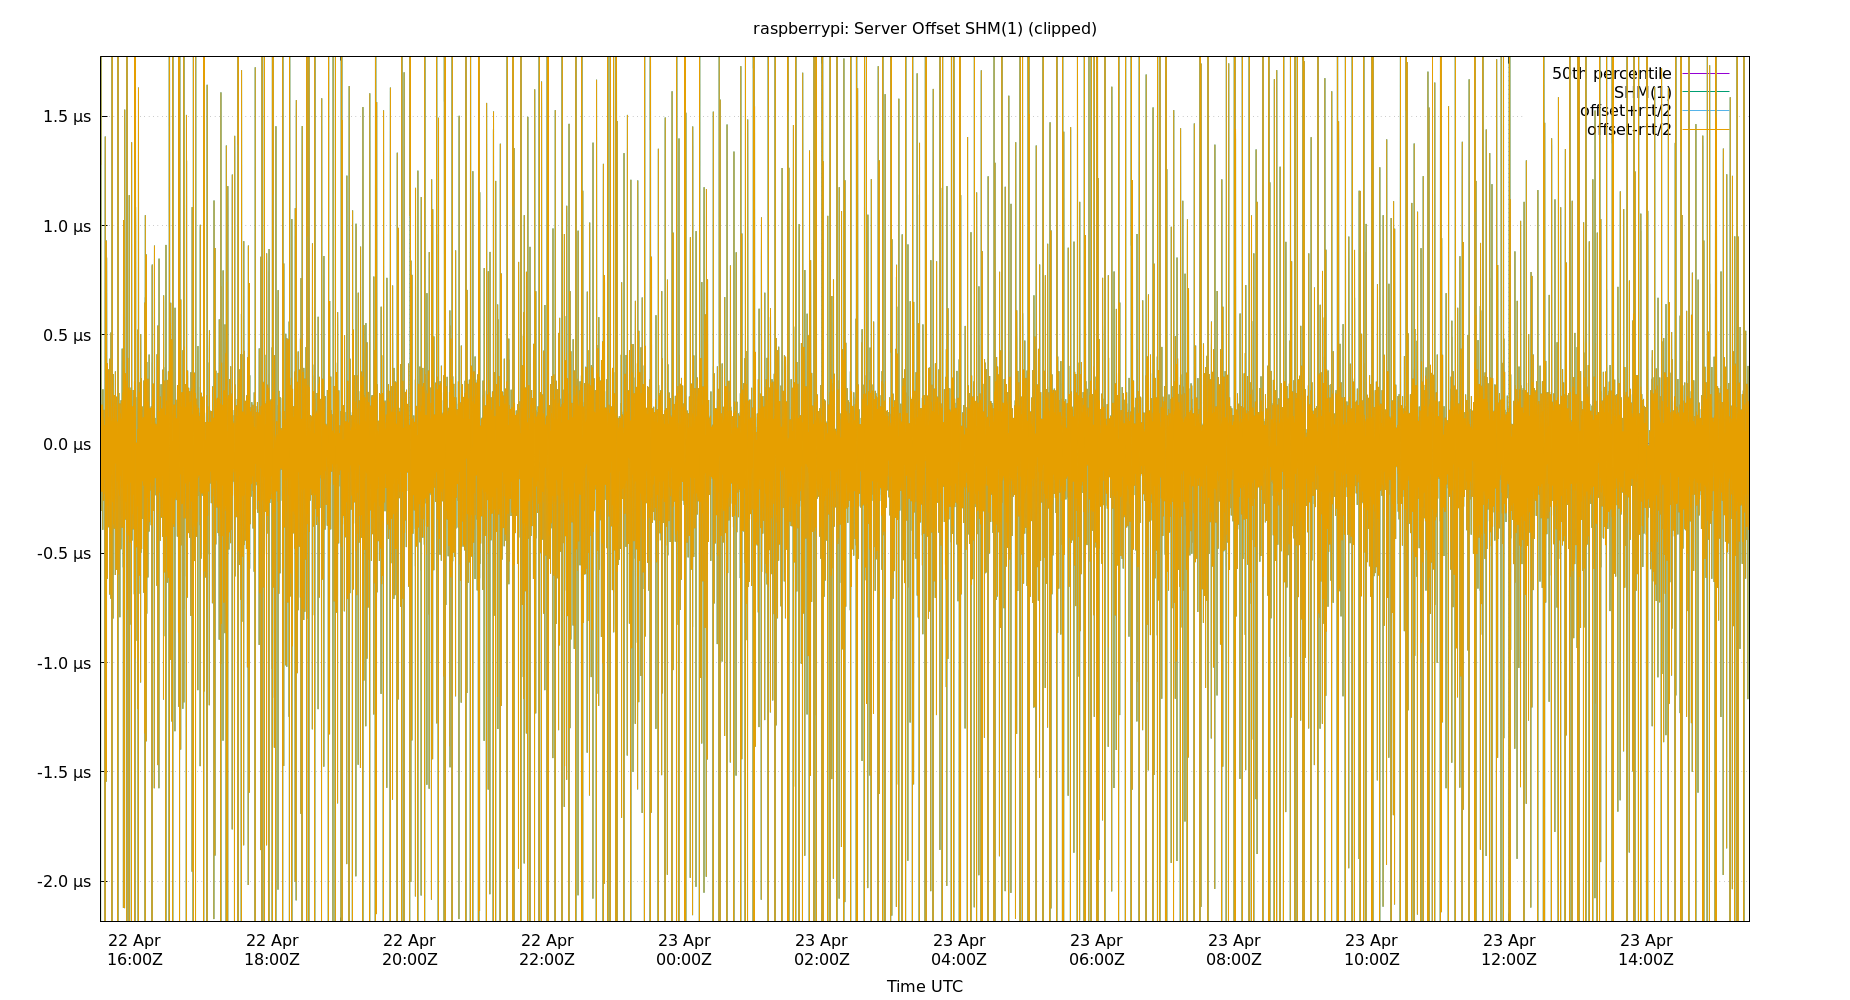 raspberrypi: Server Offset SHM(1) (clipped)
50th percentile
SHM(1)
offset+rtt/2
offset-rtt/2
1.5 µs
1.0 µs
0.5 µs
0.0 µs
-0.5 µs
-1.0 µs
-1.5 µs
-2.0 µs
22 Apr 22 Apr 22 Apr 22 Apr 23 Apr 23 Apr 23 Apr 23 Apr 23 Apr 23 Apr 23 Apr 23 Apr
16:00Z 18:00Z 20:00Z 22:00Z 00:00Z 02:00Z 04:00Z 06:00Z 08:00Z 10:00Z 12:00Z 14:00Z
Time UTC